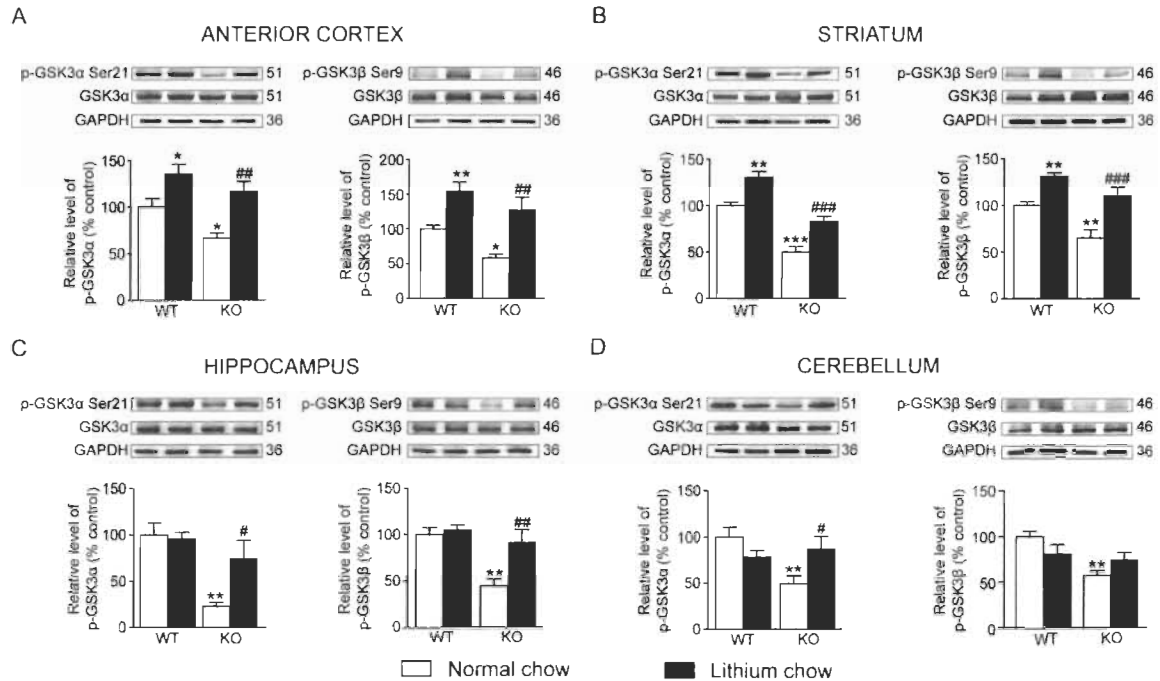 A
ANTERIOR CORTEX
p-GSK3α Ser21 51
GSK3α 51
GAPDH 36
p-GSK3β Ser9 46
GSK3β 46
GAPDH 36
Relative level of
p-GSK3α (% control)
150
100
50
0
* * ##
WT KO
Relative level of
p-GSK3β (% control)
200
150
100
50
0
** * ##
WT KO
B
STRIATUM
p-GSK3α Ser21 51
GSK3α 51
GAPDH 36
p-GSK3β Ser9 46
GSK3β 46
GAPDH 36
Relative level of
p-GSK3α (% control)
150
100
50
0
** *** ###
WT KO
Relative level of
p-GSK3β (% control)
150
100
50
0
** ** ###
WT KO
C
HIPPOCAMPUS
p-GSK3α Ser21 51
GSK3α 51
GAPDH 36
p-GSK3β Ser9 46
GSK3β 46
GAPDH 36
Relative level of
p-GSK3α (% control)
150
100
50
0
** #
WT KO
Relative level of
p-GSK3β (% control)
150
100
50
0
** ##
WT KO
D
CEREBELLUM
p-GSK3α Ser21 51
GSK3α 51
GAPDH 36
p-GSK3β Ser9 46
GSK3β 46
GAPDH 36
Relative level of
p-GSK3α (% control)
150
100
50
0
** #
WT KO
Relative level of
p-GSK3β (% control)
150
100
50
0
**
WT KO
Normal chow
Lithium chow